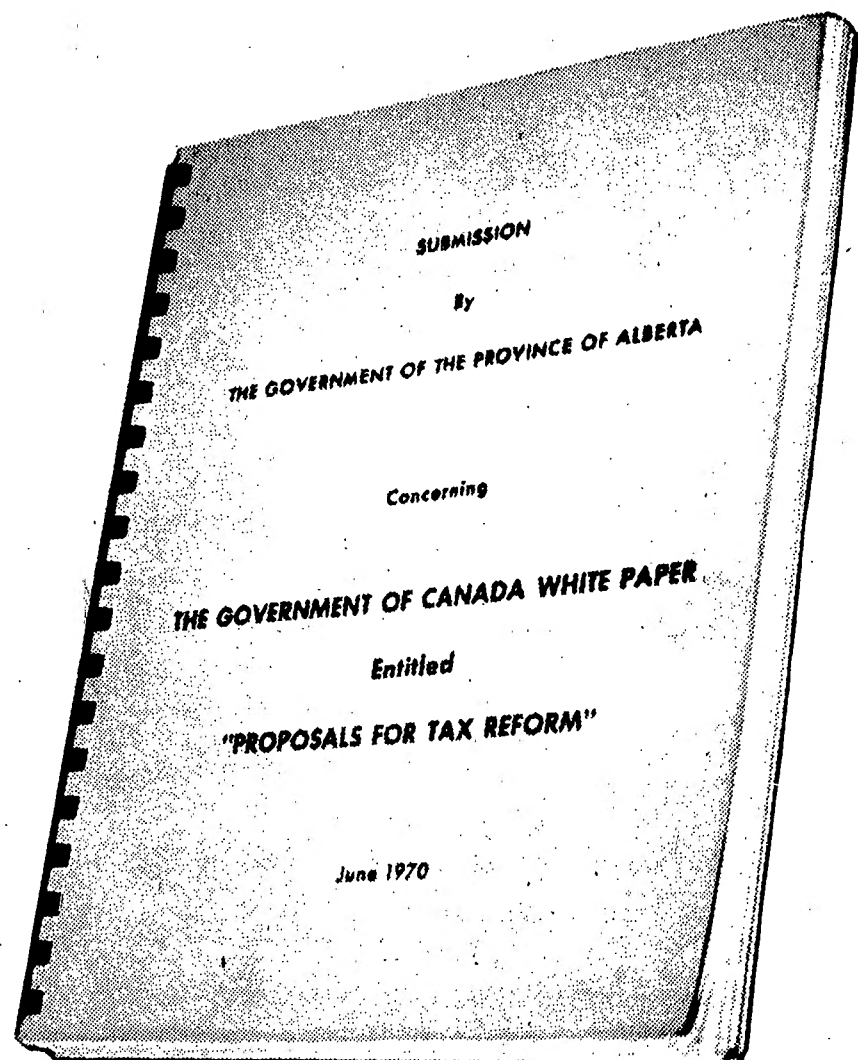 SUBMISSION
By
THE GOVERNMENT OF THE PROVINCE OF ALBERTA
Concerning
THE GOVERNMENT OF CANADA WHITE PAPER
Entitled
"PROPOSALS FOR TAX REFORM"
June 1970